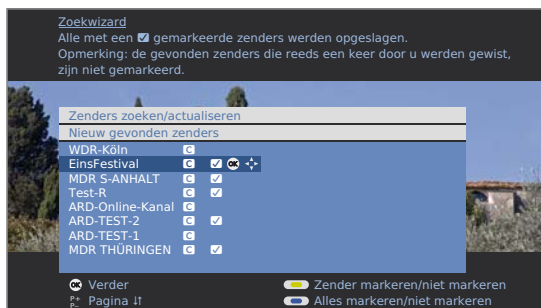 Zoekwizard
Alle met een ☑ gemarkeerde zenders werden opgeslagen.
Opmerking: de gevonden zenders die reeds een keer door u werden gewist,
zijn niet gemarkeerd.
Zenders zoeken/actualiseren
Nieuw gevonden zenders
WDR-Köln C
EinsFestival C ☑ OK
MDR S-ANHALT C ☑
Test-R C ☑
ARD-Online-Kanal C
ARD-TEST-2 C ☑
ARD-TEST-1 C
MDR THÜRINGEN C ☑
OK Verder
Zender markeren/niet markeren
P+ P– Pagina ↓↑
Alles markeren/niet markeren